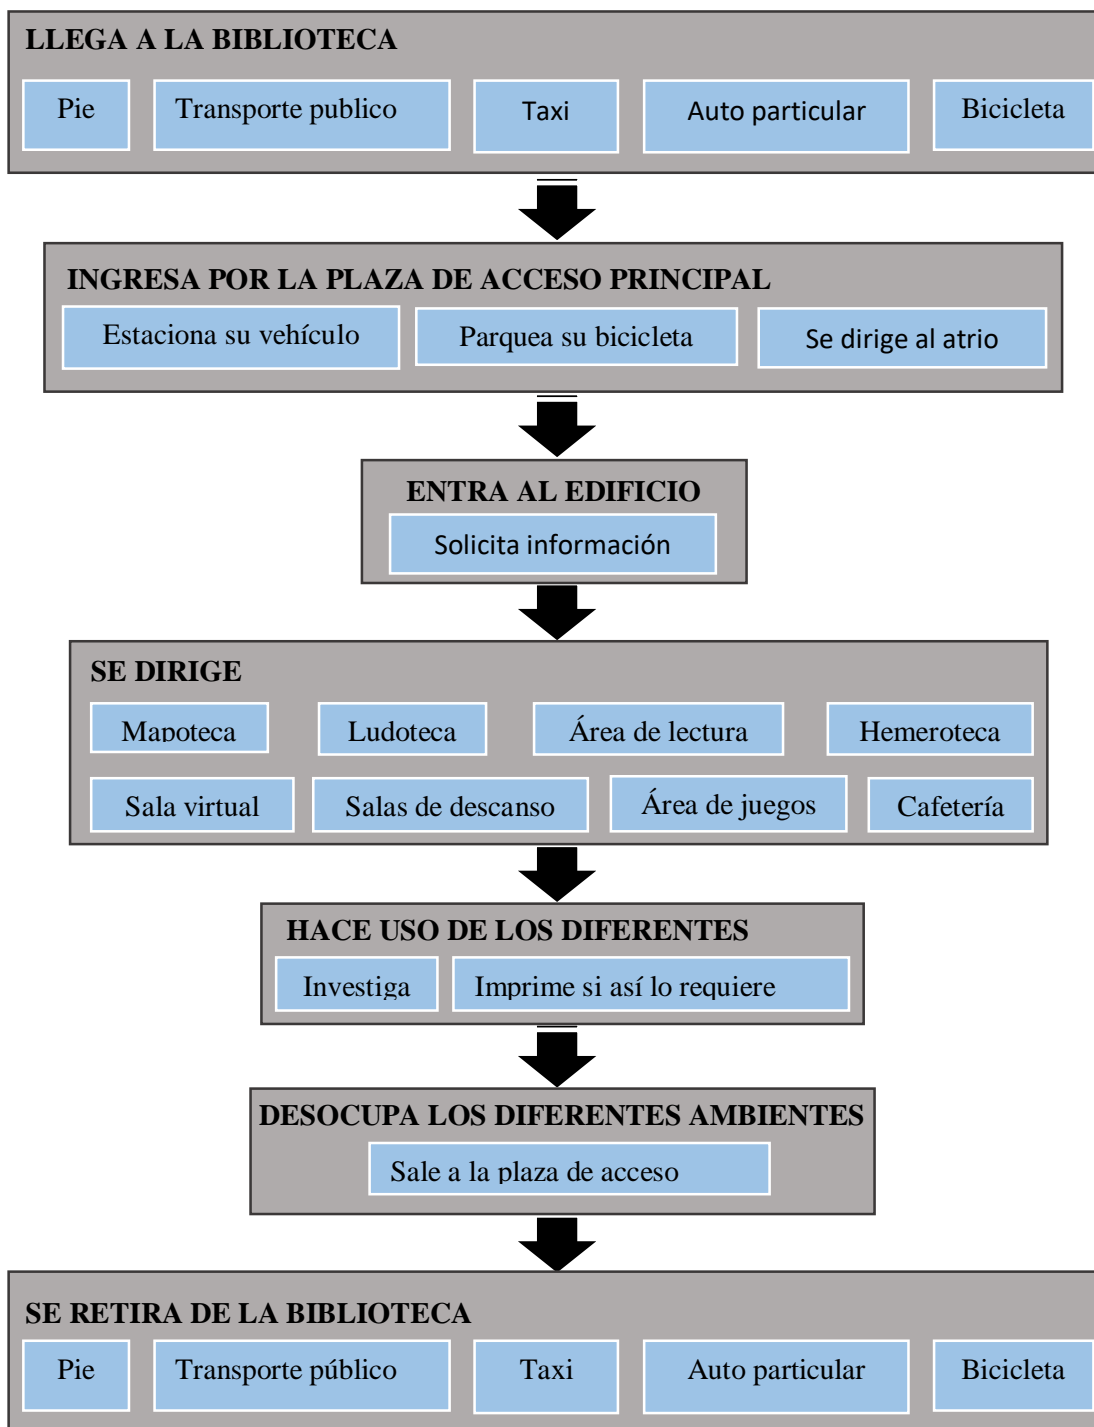 LLEGA A LA BIBLIOTECA
Pie
Transporte publico
Taxi
Auto particular
Bicicleta
INGRESA POR LA PLAZA DE ACCESO PRINCIPAL
Estaciona su vehículo
Parquea su bicicleta
Se dirige al atrio
ENTRA AL EDIFICIO
Solicita información
SE DIRIGE
Mapoteca
Ludoteca
Área de lectura
Hemeroteca
Sala virtual
Salas de descanso
Área de juegos
Cafetería
HACE USO DE LOS DIFERENTES
Investiga
Imprime si así lo requiere
DESOCUPA LOS DIFERENTES AMBIENTES
Sale a la plaza de acceso
SE RETIRA DE LA BIBLIOTECA
Pie
Transporte público
Taxi
Auto particular
Bicicleta